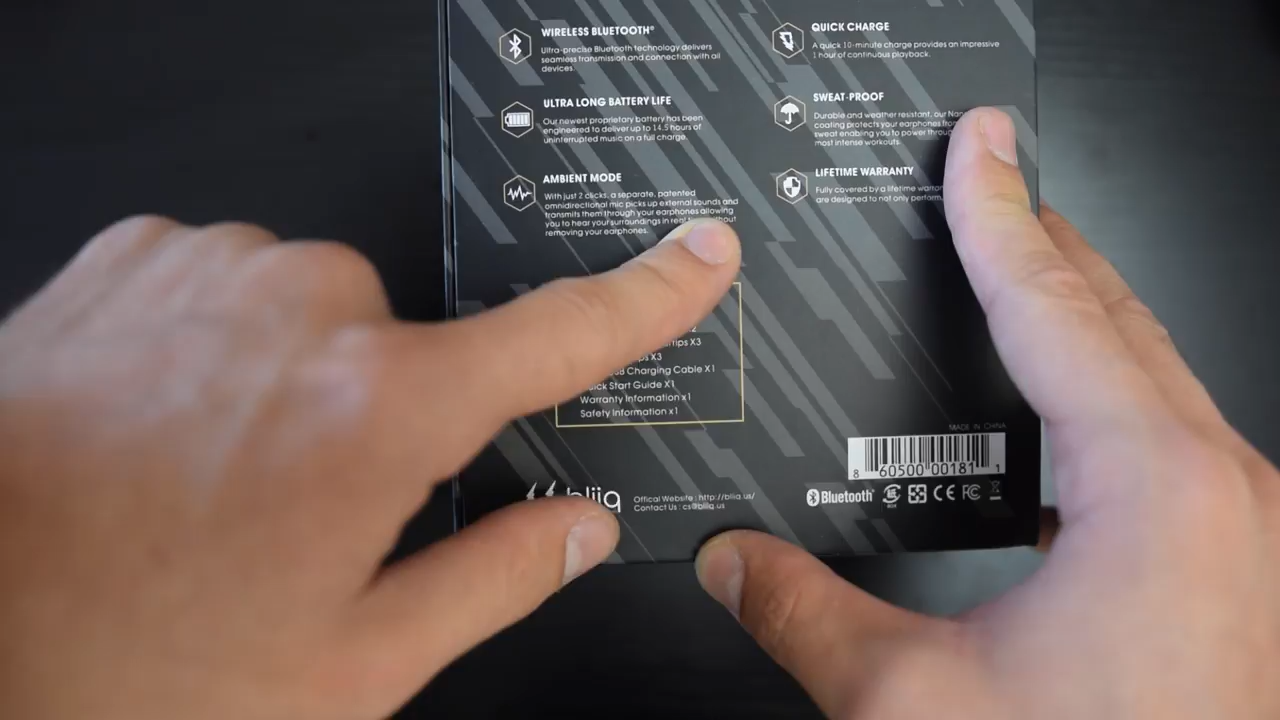 WIRELESS BLUETOOTH®
Ultra-precise Bluetooth technology delivers
seamless transmission and connection with all
devices.
ULTRA LONG BATTERY LIFE
Our newest proprietary battery has been
engineered to deliver up to 14.5 hours of
uninterrupted music on a full charge.
AMBIENT MODE
With just 2 clicks, a separate, patented
omnidirectional mic picks up external sounds and
transmits them through your earphones allowing
you to hear your surroundings in real
removing your earphones.
QUICK CHARGE
A quick 10-minute charge provides an impressive
1 hour of continuous playback.
SWEAT-PROOF
Durable and weather resistant, our
coating protects your earphones
sweat enabling you to power
most intense workouts.
LIFETIME WARRANTY
Fully covered by a lifetime
are designed to not only perform,
X3
X3
Charging Cable X1
Start Guide X1
Warranty Information x1
Safety Information x1
MADE IN CHINA
8 60500 00181 1
bliiq
Offical Website : http://bliiq.us/
Contact Us : cs@bliiq.us
Bluetooth®
CE FC